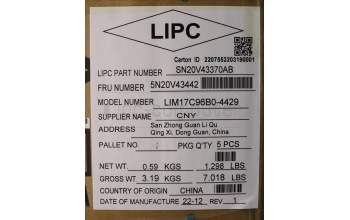 LIPC
Carton ID 2207552203190001
LIPC PART NUMBER SN20V43370AB
FRU NUMBER 5N20V43442
MODEL NUMBER LIM17C96B0-4429
SUPPLIER NAME CNY
ADDRESS San Zhong Guan Li Qu
Qing Xi, Dong Guan, China
PALLET NO. PKG Q'TY 5 PCS
NET WT. 0.59 KGS 1.298 LBS
GROSS WT. 3.19 KGS 7.018 LBS
COUNTRY OF ORIGIN CHINA
DATE OF MANUFACTURE 22-12 REV 1